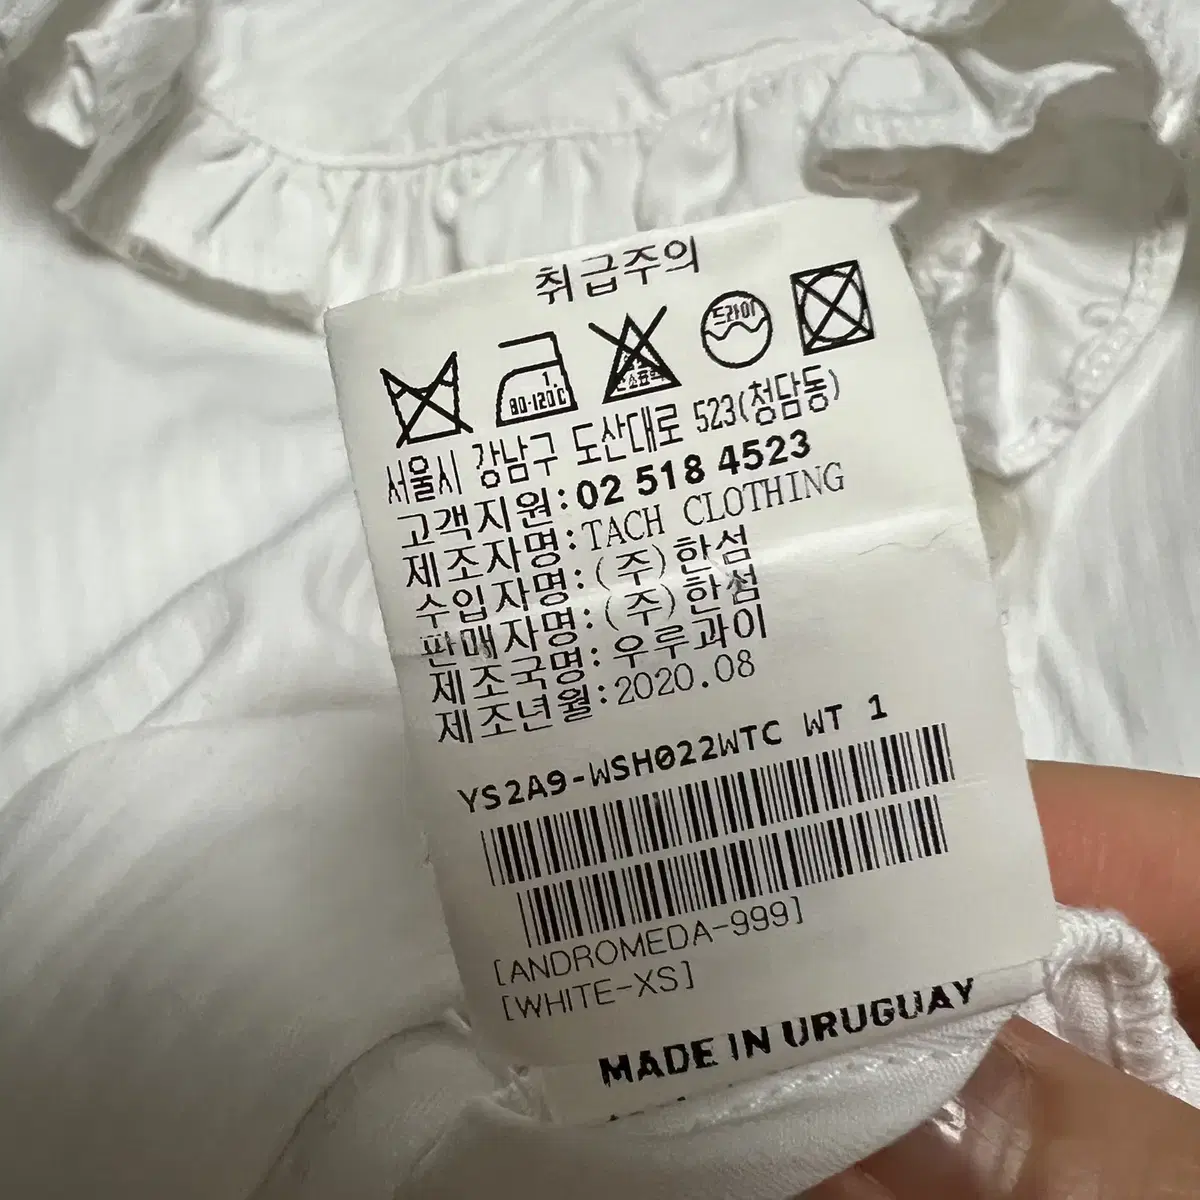 취급주의
1.
80-120℃
드라이
서울시 강남구 도산대로 523(청담동)
고객지원:02 518 4523
제조자명:TACH CLOTHING
수입자명:(주)한섬
판매자명:(주)한섬
제조국명:우루과이
제조년월:2020.08
YS2A9-WSH022WTC WT 1
[ANDROMEDA-999]
[WHITE-XS]
MADE IN URUGUAY